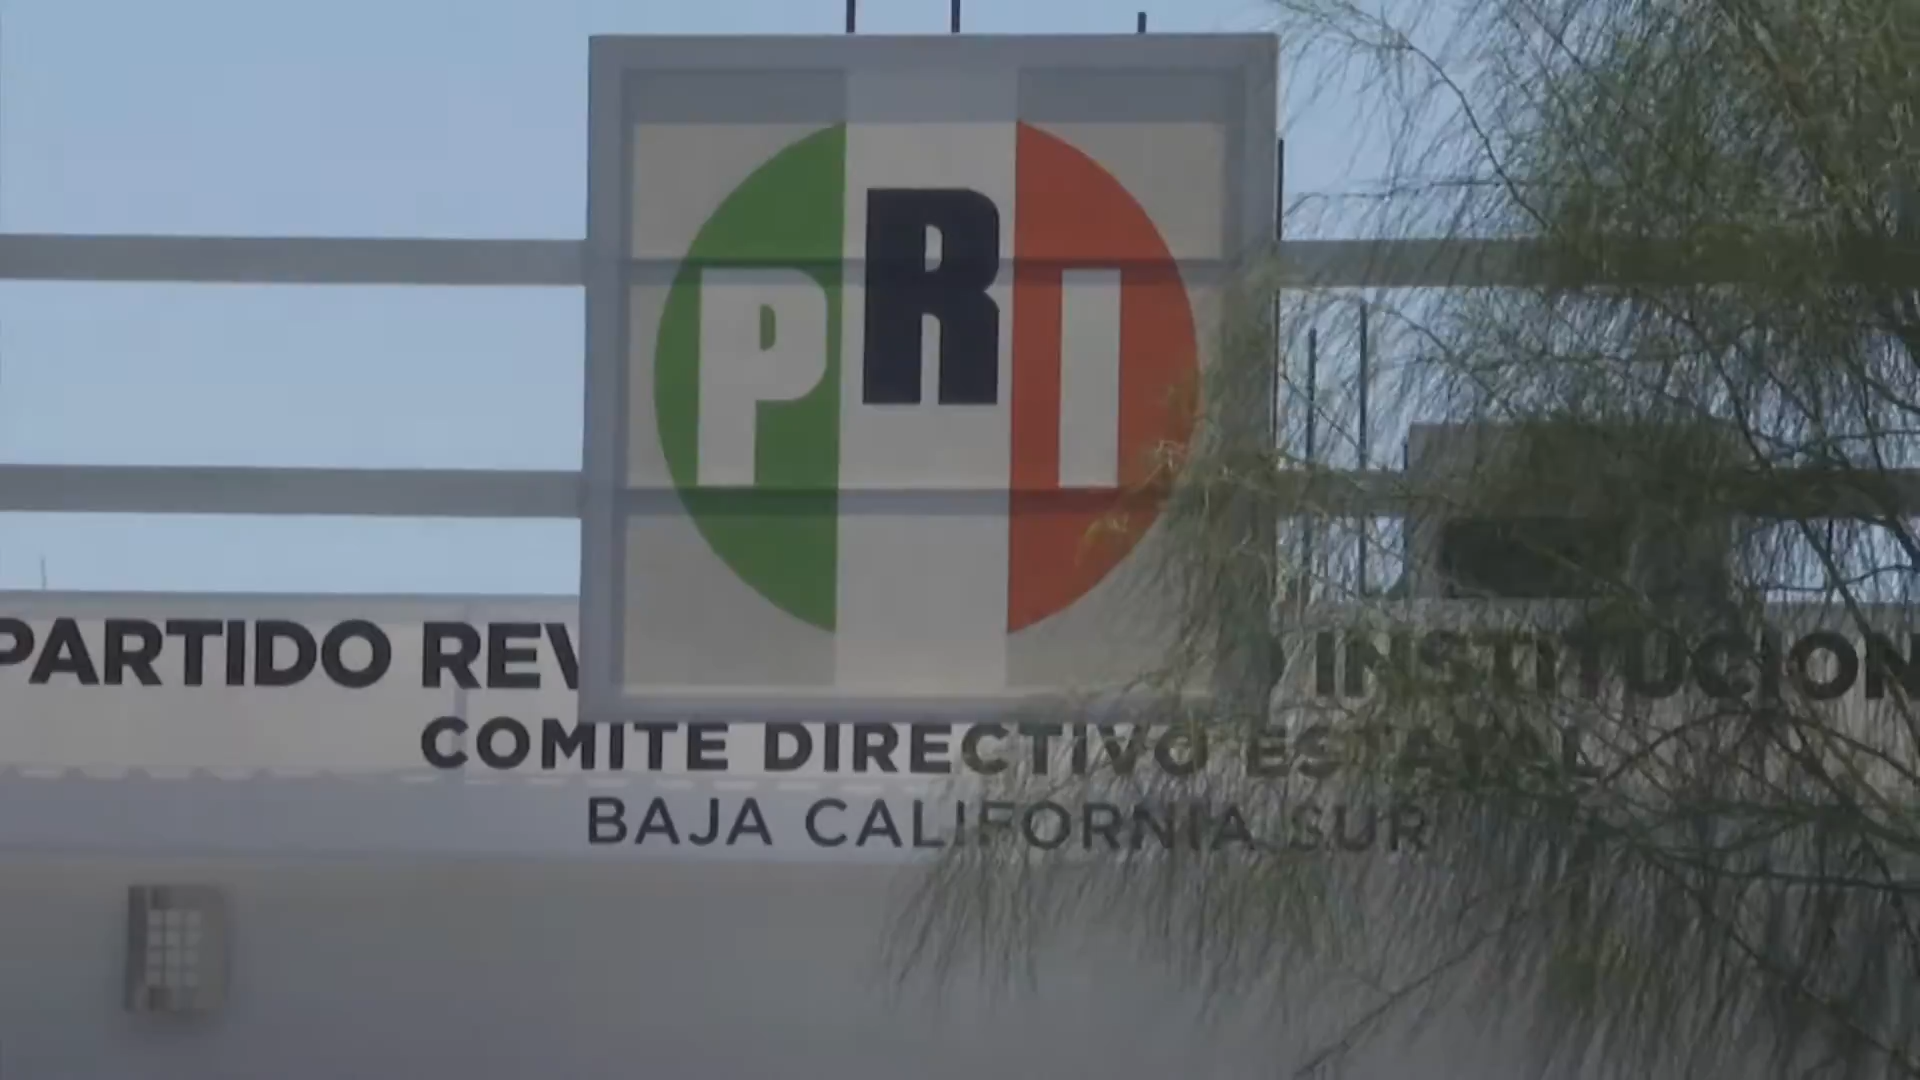 PRI
PARTIDO REV INSTITUCION
COMITE DIRECTIVO ESTATAL
BAJA CALIFORNIA SUR